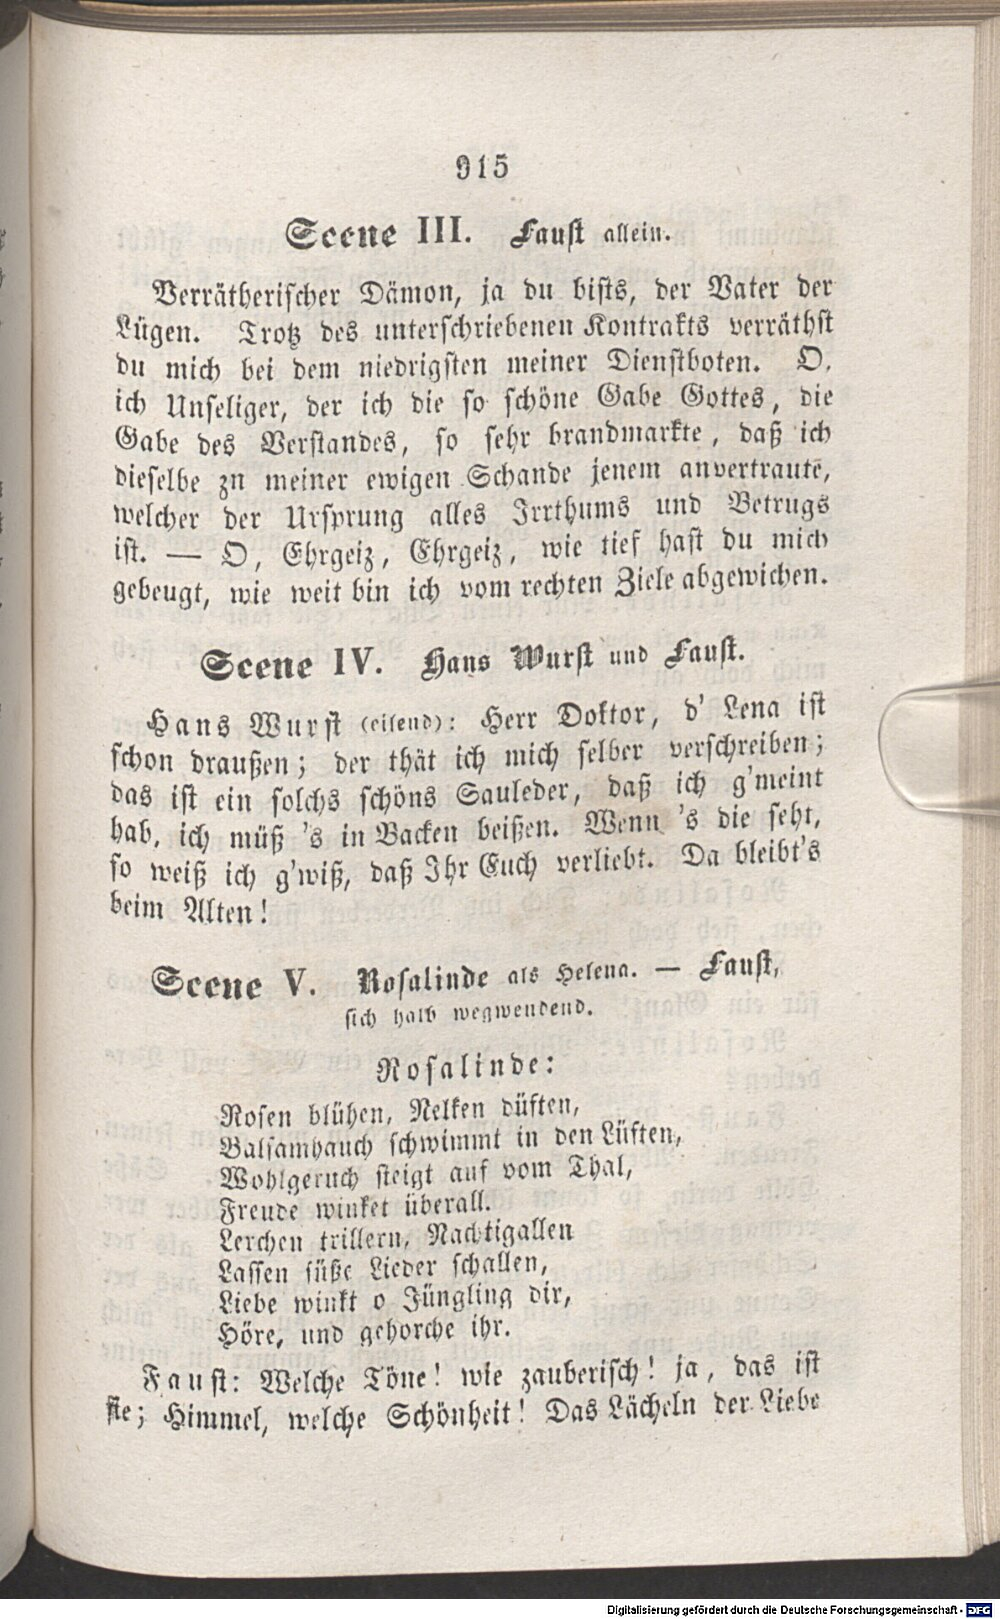 915
Scene III. Faust allein.
Verrätherischer Dämon, ja du bists, der Vater der
Lügen. Trotz des unterschriebenen Kontrakts verräthst
du mich bei dem niedrigsten meiner Dienstboten. O,
ich Unseliger, der ich die so schöne Gabe Gottes, die
Gabe des Verstandes, so sehr brandmarkte, daß ich
dieselbe zu meiner ewigen Schande jenem anvertraute,
welcher der Ursprung alles Irrthums und Betrugs
ist. — O, Ehrgeiz, Ehrgeiz, wie tief hast du mich
gebeugt, wie weit bin ich vom rechten Ziele abgewichen.
Scene IV. Hans Wurst und Faust.
Hans Wurst (eilend): Herr Doktor, d' Lena ist
schon draußen; der thät ich mich selber verschreiben;
das ist ein solchs schöns Sauleder, daß ich g'meint
hab, ich müß 's in Backen beißen. Wenn 's die seht,
so weiß ich g'wiß, daß Ihr Euch verliebt. Da bleibt's
beim Alten!
Scene V. Rosalinde als Helena. — Faust,
sich halb wegwendend.
Rosalinde:
Rosen blühen, Nelken düften,
Balsamhauch schwimmt in den Lüften,
Wohlgeruch steigt auf vom Thal,
Freude winket überall.
Lerchen trillern, Nachtigallen
Lassen süße Lieder schallen,
Liebe winkt o Jüngling dir,
Höre, und gehorche ihr.
Faust: Welche Töne! wie zauberisch! ja, das ist
sie; Himmel, welche Schönheit! Das Lächeln der Liebe
Digitalisierung gefördert durch die Deutsche Forschungsgemeinschaft - DFG